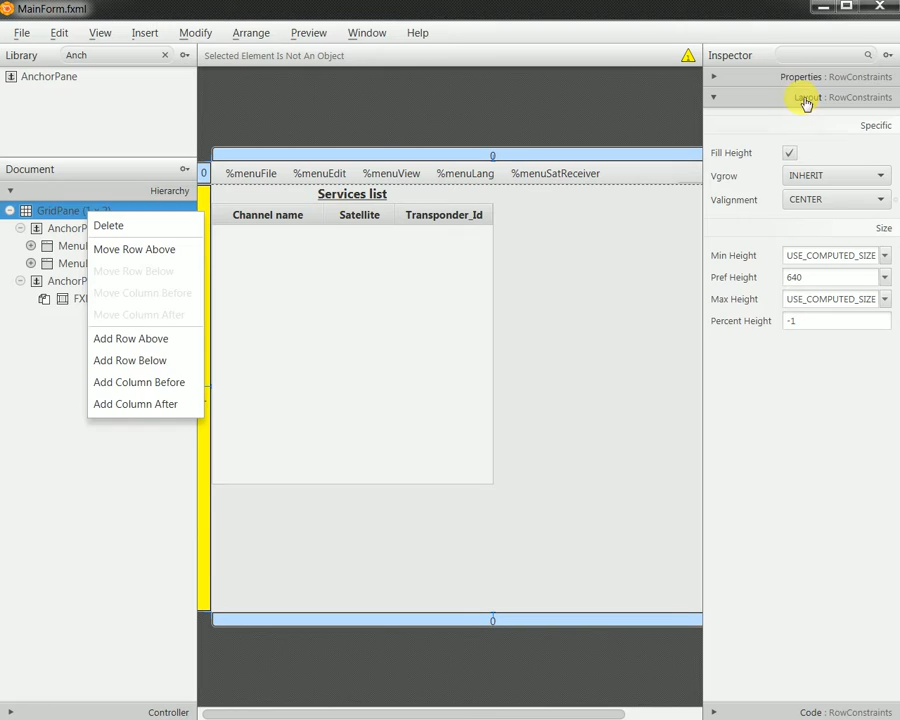 MainForm.fxml
File Edit View Insert Modify Arrange Preview Window Help
Library Anch
AnchorPane
Document
Hierarchy
GridPane
AnchorP
MenuI
MenuI
AnchorP
FXI
Delete
Move Row Above
Move Row Below
Move Column Before
Move Column After
Add Row Above
Add Row Below
Add Column Before
Add Column After
Controller
Selected Element Is Not An Object
0
0 %menuFile %menuEdit %menuView %menuLang %menuSatReceiver
Services list
Channel name Satellite Transponder_Id
0
Inspector
Properties : RowConstraints
Layout : RowConstraints
Specific
Fill Height
Vgrow INHERIT
Valignment CENTER
Size
Min Height USE_COMPUTED_SIZE
Pref Height 640
Max Height USE_COMPUTED_SIZE
Percent Height -1
Code : RowConstraints